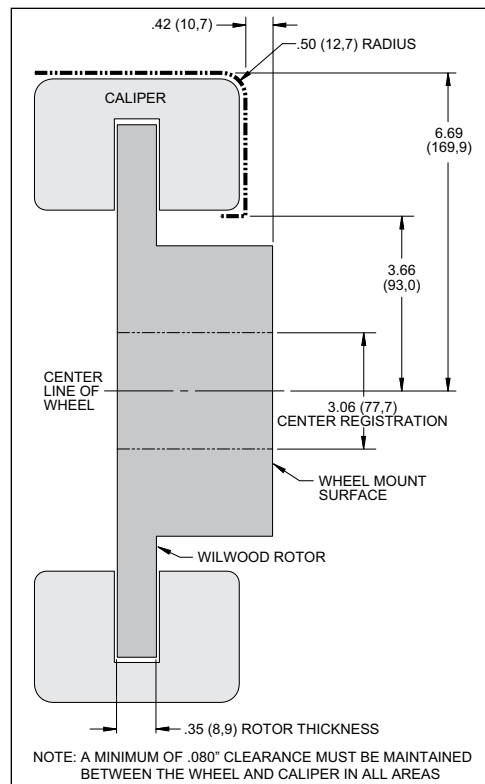 .42 (10,7)
.50 (12,7) RADIUS
CALIPER
6.69
(169,9)
3.66
(93,0)
CENTER
LINE OF
WHEEL
3.06 (77,7)
CENTER REGISTRATION
WHEEL MOUNT
SURFACE
WILWOOD ROTOR
.35 (8,9) ROTOR THICKNESS
NOTE: A MINIMUM OF .080" CLEARANCE MUST BE MAINTAINED
BETWEEN THE WHEEL AND CALIPER IN ALL AREAS